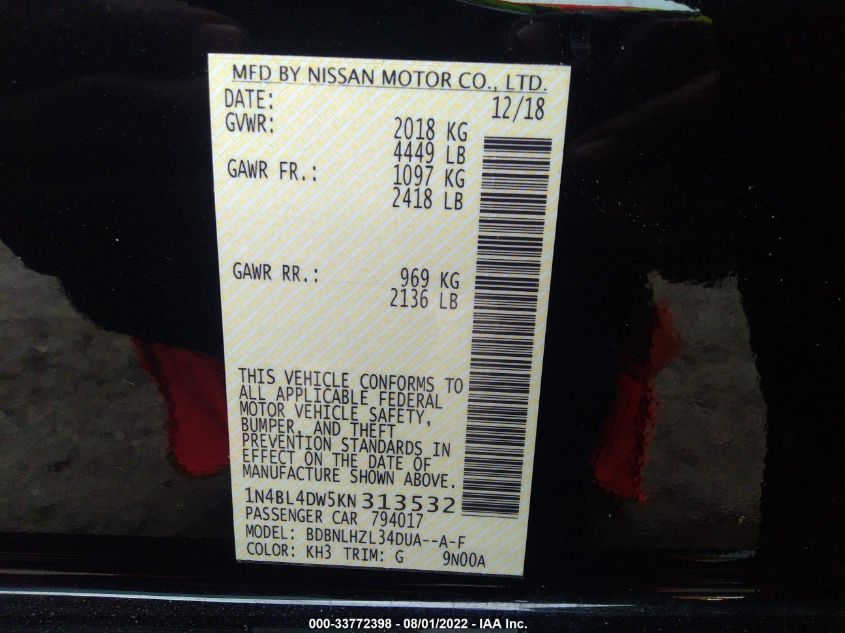 MFD BY NISSAN MOTOR CO., LTD.
DATE: 12/18
GVWR: 2018 KG
4449 LB
GAWR FR.: 1097 KG
2418 LB
GAWR RR.: 969 KG
2136 LB
THIS VEHICLE CONFORMS TO
ALL APPLICABLE FEDERAL
MOTOR VEHICLE SAFETY,
BUMPER, AND THEFT
PREVENTION STANDARDS IN
EFFECT ON THE DATE OF
MANUFACTURE SHOWN ABOVE.
1N4BL4DW5KN313532
PASSENGER CAR 794017
MODEL: BDBNLHZL34DUA--A-F
COLOR: KH3 TRIM: G 9N00A
000-33772398 - 08/01/2022 - IAA Inc.